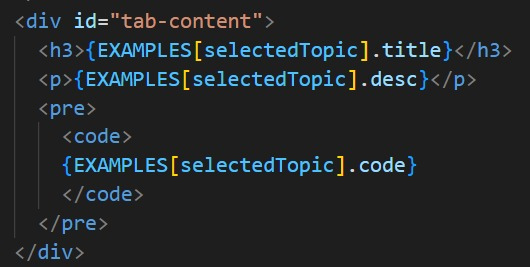 <div id="tab-content">
<h3>{EXAMPLES[selectedTopic].title}</h3>
<p>{EXAMPLES[selectedTopic].desc}</p>
<pre>
<code>
{EXAMPLES[selectedTopic].code}
</code>
</pre>
</div>